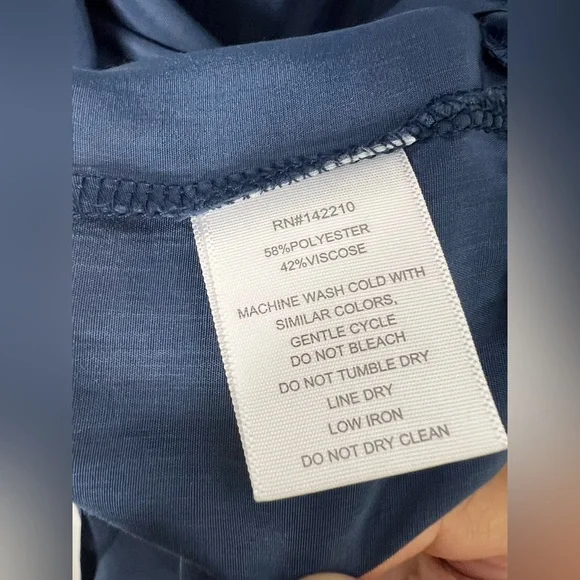 RN#142210
58%POLYESTER
42%VISCOSE
MACHINE WASH COLD WITH
SIMILAR COLORS,
GENTLE CYCLE
DO NOT BLEACH
DO NOT TUMBLE DRY
LINE DRY
LOW IRON
DO NOT DRY CLEAN